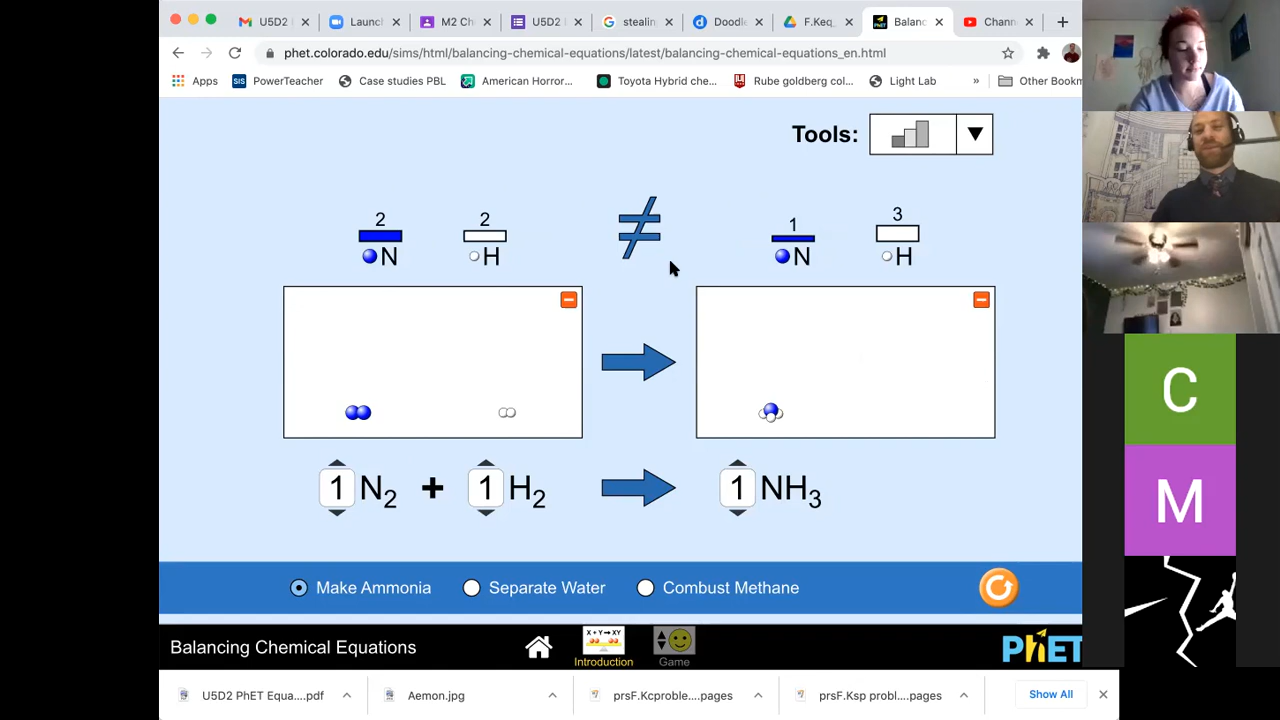 U5D2
Launc
M2 Ch
U5D2
stealin
Doodle
F.Keq_
Balanc
Chann
phet.colorado.edu/sims/html/balancing-chemical-equations/latest/balancing-chemical-equations_en.html
Apps
SIS PowerTeacher
Case studies PBL
American Horror...
Toyota Hybrid che...
Rube goldberg col...
Light Lab
»
Other Bookm
Tools:
2 2 ≠ 1 3
N H N H
1 N2 + 1 H2 1 NH3
Make Ammonia Separate Water Combust Methane
C
M
Balancing Chemical Equations
X + Y → XY
Introduction
Game
PhET
U5D2 PhET Equa....pdf
Aemon.jpg
prsF.Kcproble....pages
prsF.Ksp probl....pages
Show All